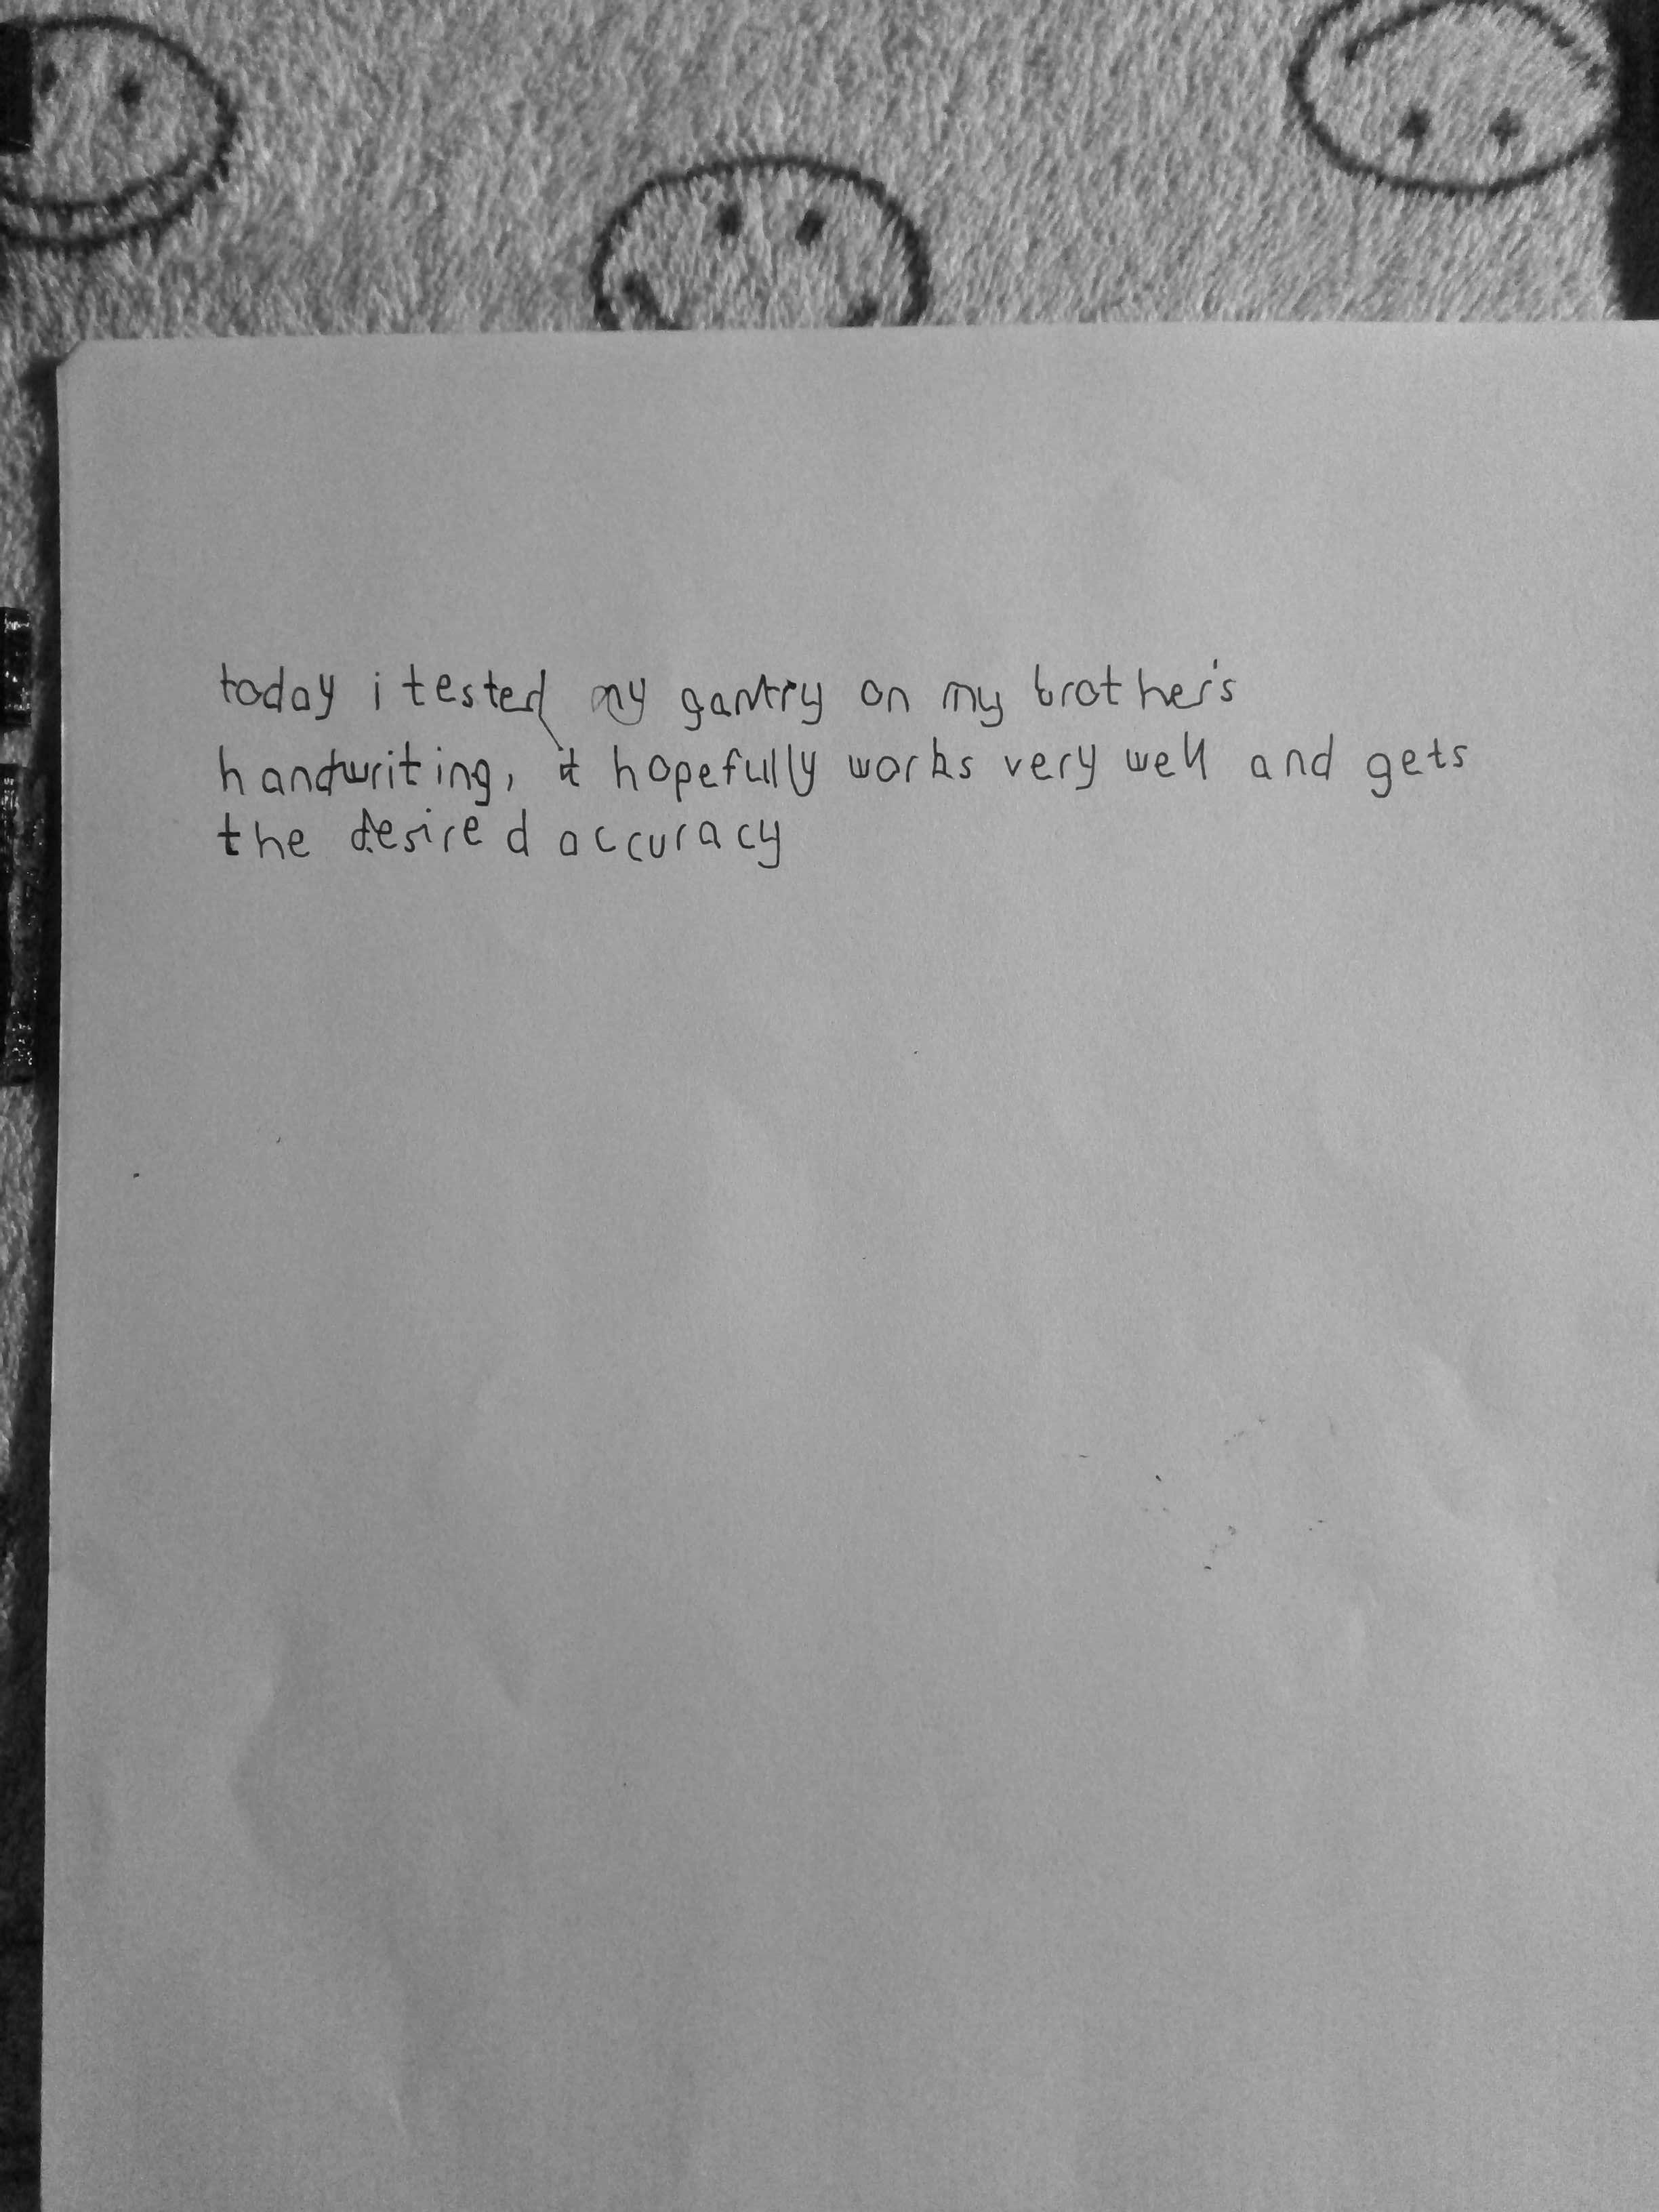 today i tested my gantry on my brother's
handwriting, it hopefully works very well and gets
the desired accuracy